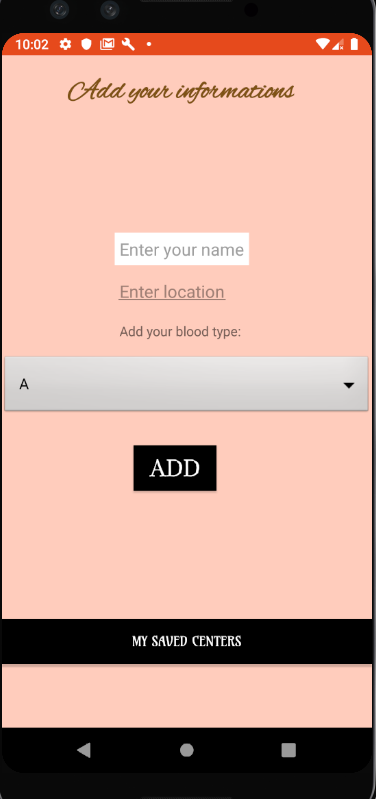 10:02
Add your informations
Enter your name
Enter location
Add your blood type:
A
ADD
MY SAVED CENTERS